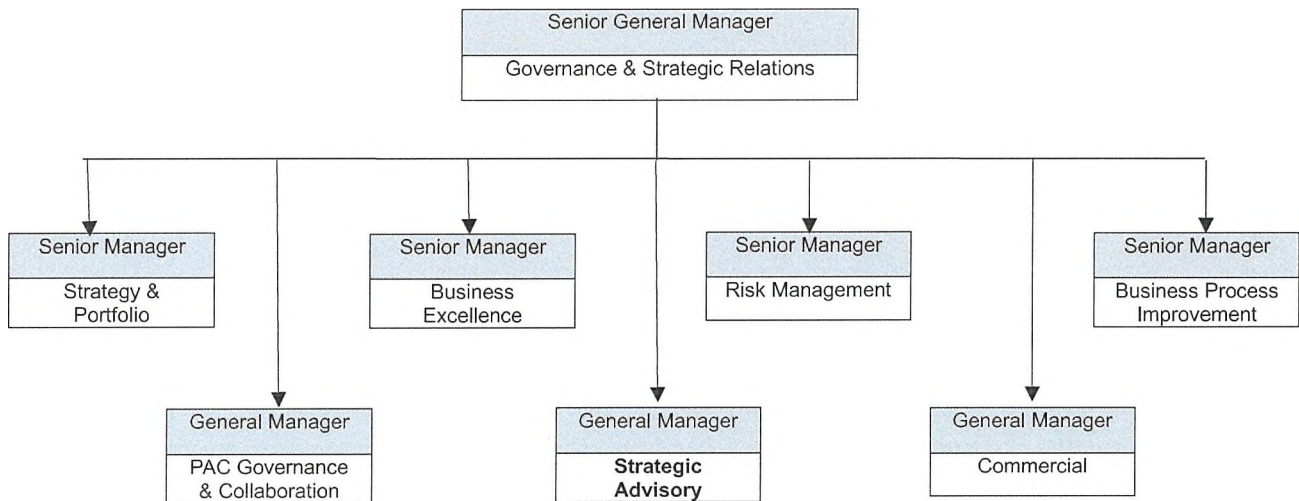 Senior General Manager
Governance & Strategic Relations
Senior Manager
Strategy &
Portfolio
Senior Manager
Business
Excellence
Senior Manager
Risk Management
Senior Manager
Business Process
Improvement
General Manager
PAC Governance
& Collaboration
General Manager
Strategic
Advisory
General Manager
Commercial